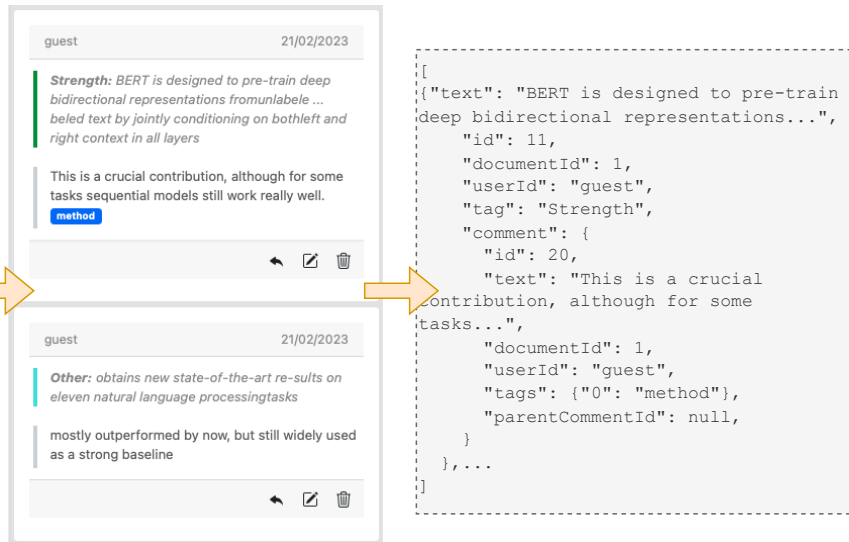 guest 21/02/2023
Strength: BERT is designed to pre-train deep
bidirectional representations fromunlabele ...
beled text by jointly conditioning on bothleft and
right context in all layers
This is a crucial contribution, although for some
tasks sequential models still work really well.
method
guest 21/02/2023
Other: obtains new state-of-the-art re-sults on
eleven natural language processingtasks
mostly outperformed by now, but still widely used
as a strong baseline
[
{"text": "BERT is designed to pre-train
deep bidirectional representations...",
"id": 11,
"documentId": 1,
"userId": "guest",
"tag": "Strength",
"comment": {
"id": 20,
"text": "This is a crucial
contribution, although for some
tasks...",
"documentId": 1,
"userId": "guest",
"tags": {"0": "method"},
"parentCommentId": null,
}
},...
]